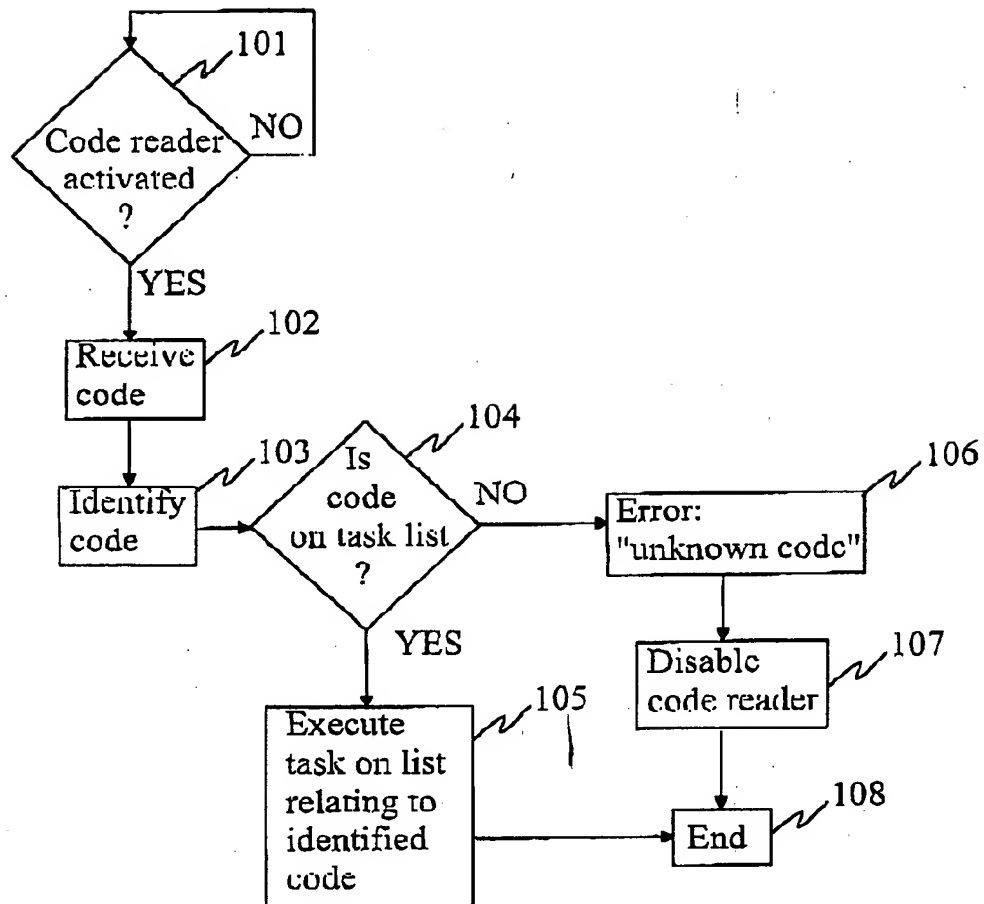 101
Code reader
activated
?
NO
YES
102
Receive
code
103
Identify
code
104
Is
code
on task list
?
NO
YES
106
Error:
"unknown code"
107
Disable
code reader
105
Execute
task on list
relating to
identified
code
108
End